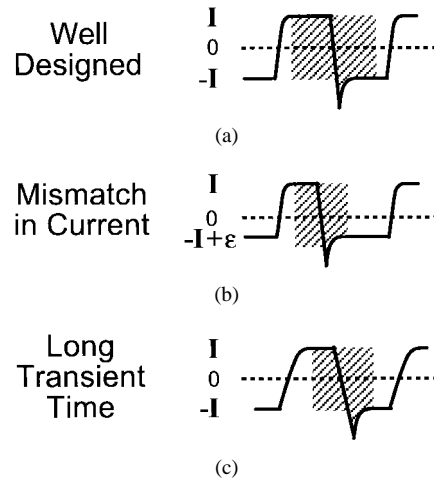 Well
Designed
I
0
-I
(a)
Mismatch
in Current
I
0
-I+ε
(b)
Long
Transient
Time
I
0
-I
(c)